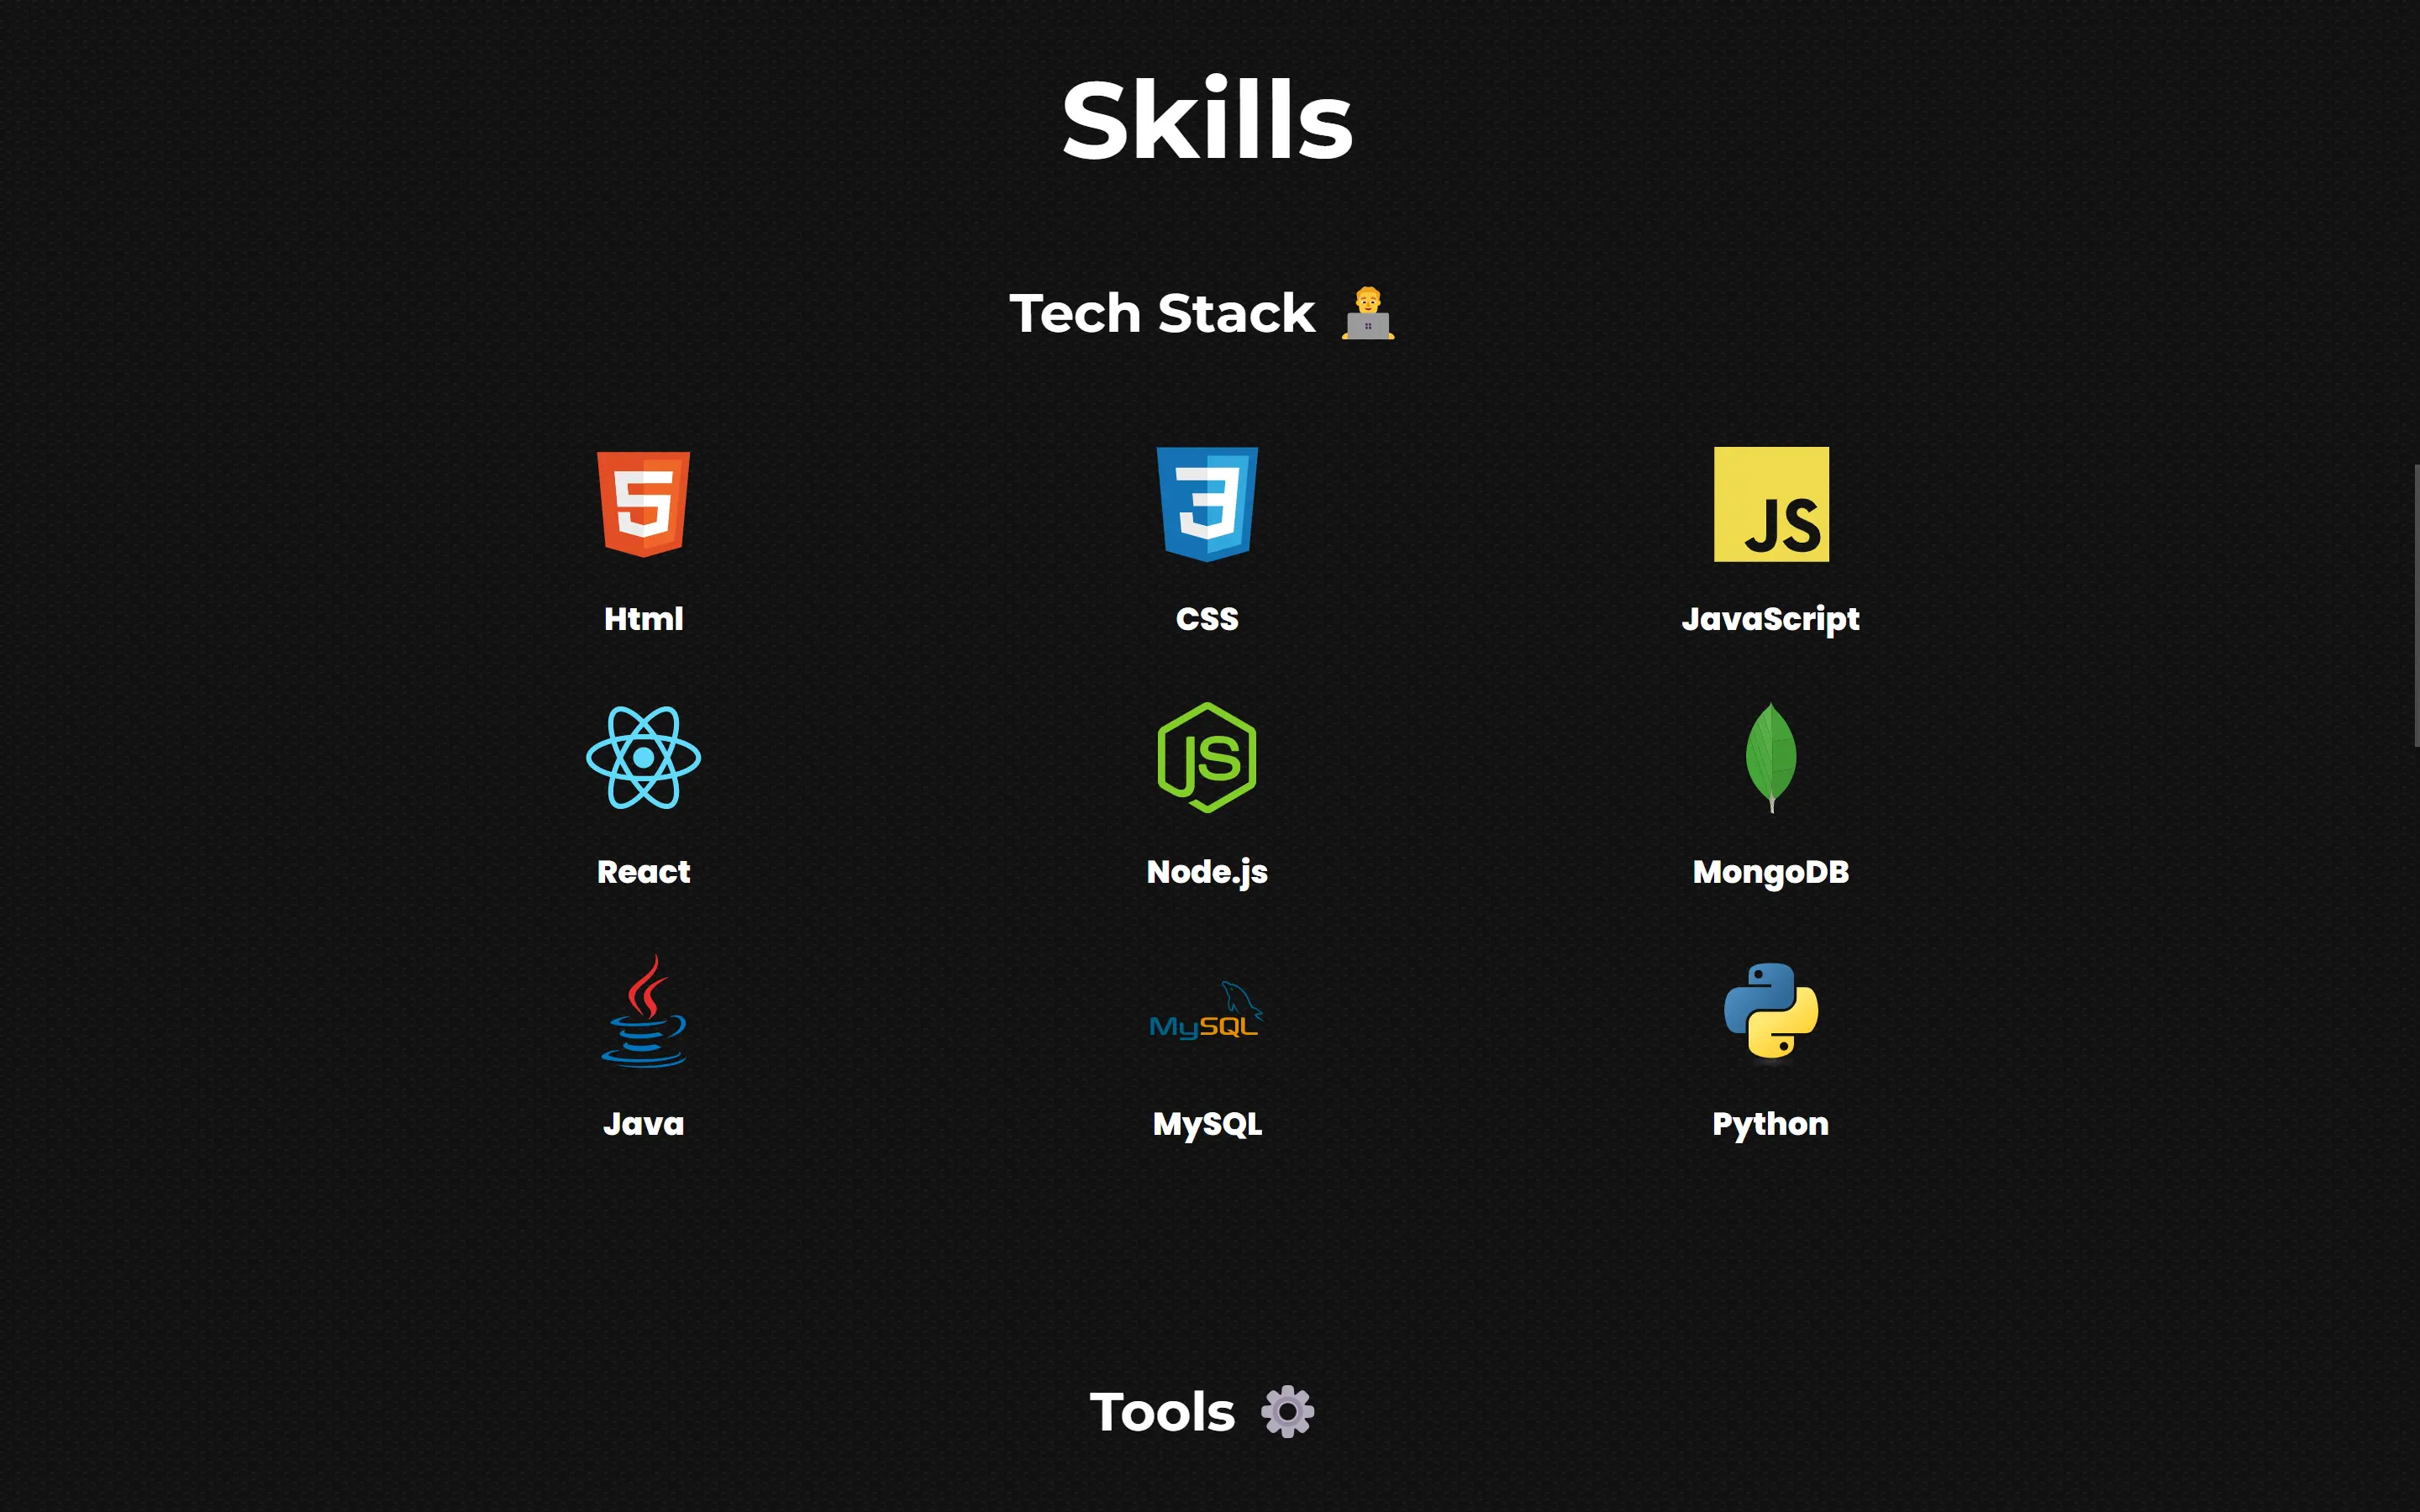 Skills
Tech Stack
5
3
JS
Html
CSS
JavaScript
JS
React
Node.js
MongoDB
MySQL
Java
MySQL
Python
Tools